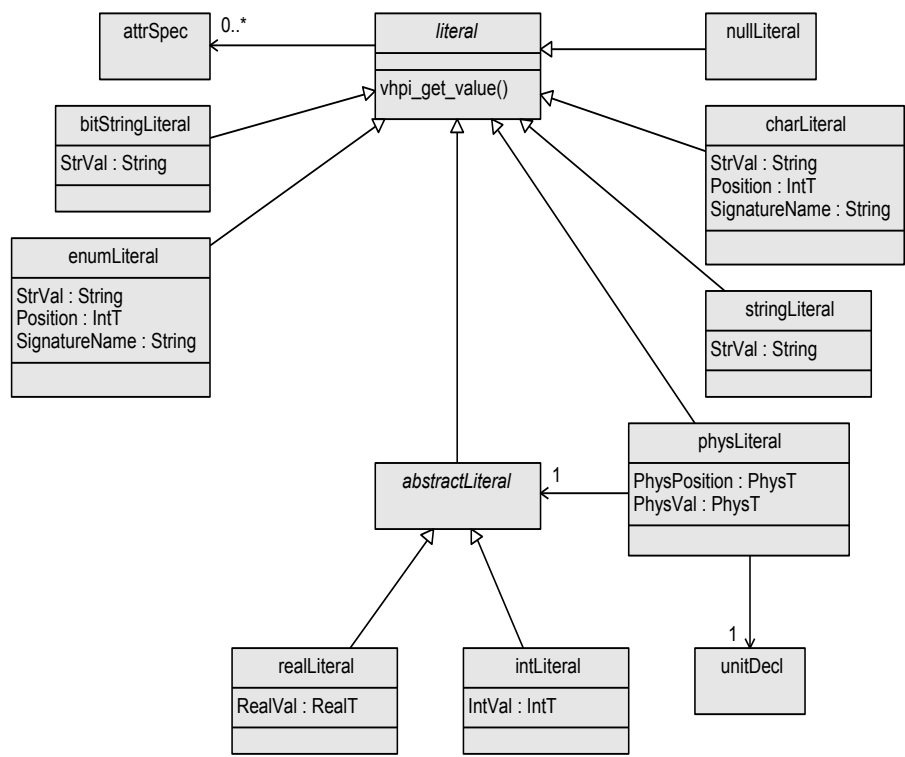 attrSpec
0..*
literal
vhpi_get_value()
nullLiteral
bitStringLiteral
StrVal : String
charLiteral
StrVal : String
Position : IntT
SignatureName : String
enumLiteral
StrVal : String
Position : IntT
SignatureName : String
stringLiteral
StrVal : String
physLiteral
PhysPosition : PhysT
PhysVal : PhysT
abstractLiteral
1
1
realLiteral
RealVal : RealT
intLiteral
IntVal : IntT
unitDecl